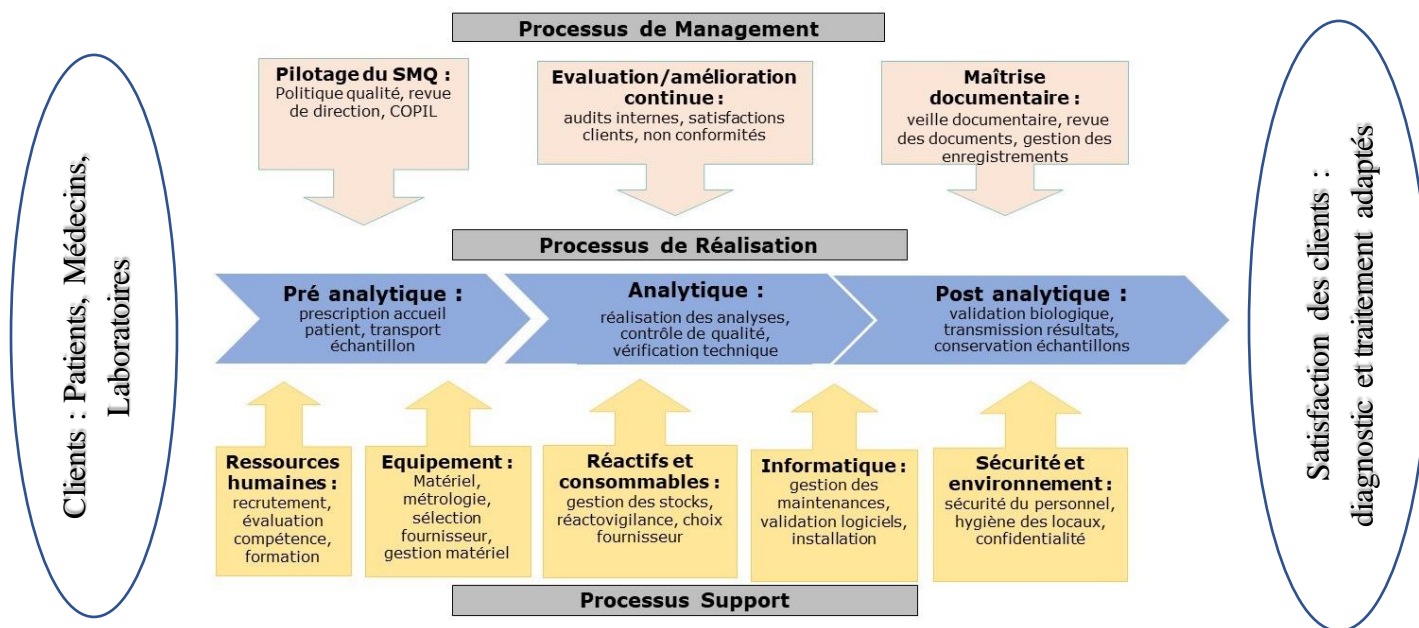 Processus de Management
Pilotage du SMQ :
Politique qualité, revue
de direction, COPIL
Evaluation/amélioration
continue :
audits internes, satisfactions
clients, non conformités
Maîtrise
documentaire :
veille documentaire, revue
des documents, gestion des
enregistrements
Clients : Patients, Médecins,
Laboratoires
Processus de Réalisation
Pré analytique :
prescription accueil
patient, transport
échantillon
Analytique :
réalisation des analyses,
contrôle de qualité,
vérification technique
Post analytique :
validation biologique,
transmission résultats,
conservation échantillons
Satisfaction des clients :
diagnostic et traitement adaptés
Ressources
humaines :
recrutement,
évaluation
compétence,
formation
Equipement :
Matériel,
métrologie,
sélection
fournisseur,
gestion matériel
Réactifs et
consommables :
gestion des stocks,
réactovigilance, choix
fournisseur
Informatique :
gestion des
maintenances,
validation logiciels,
installation
Sécurité et
environnement :
sécurité du personnel,
hygiène des locaux,
confidentialité
Processus Support